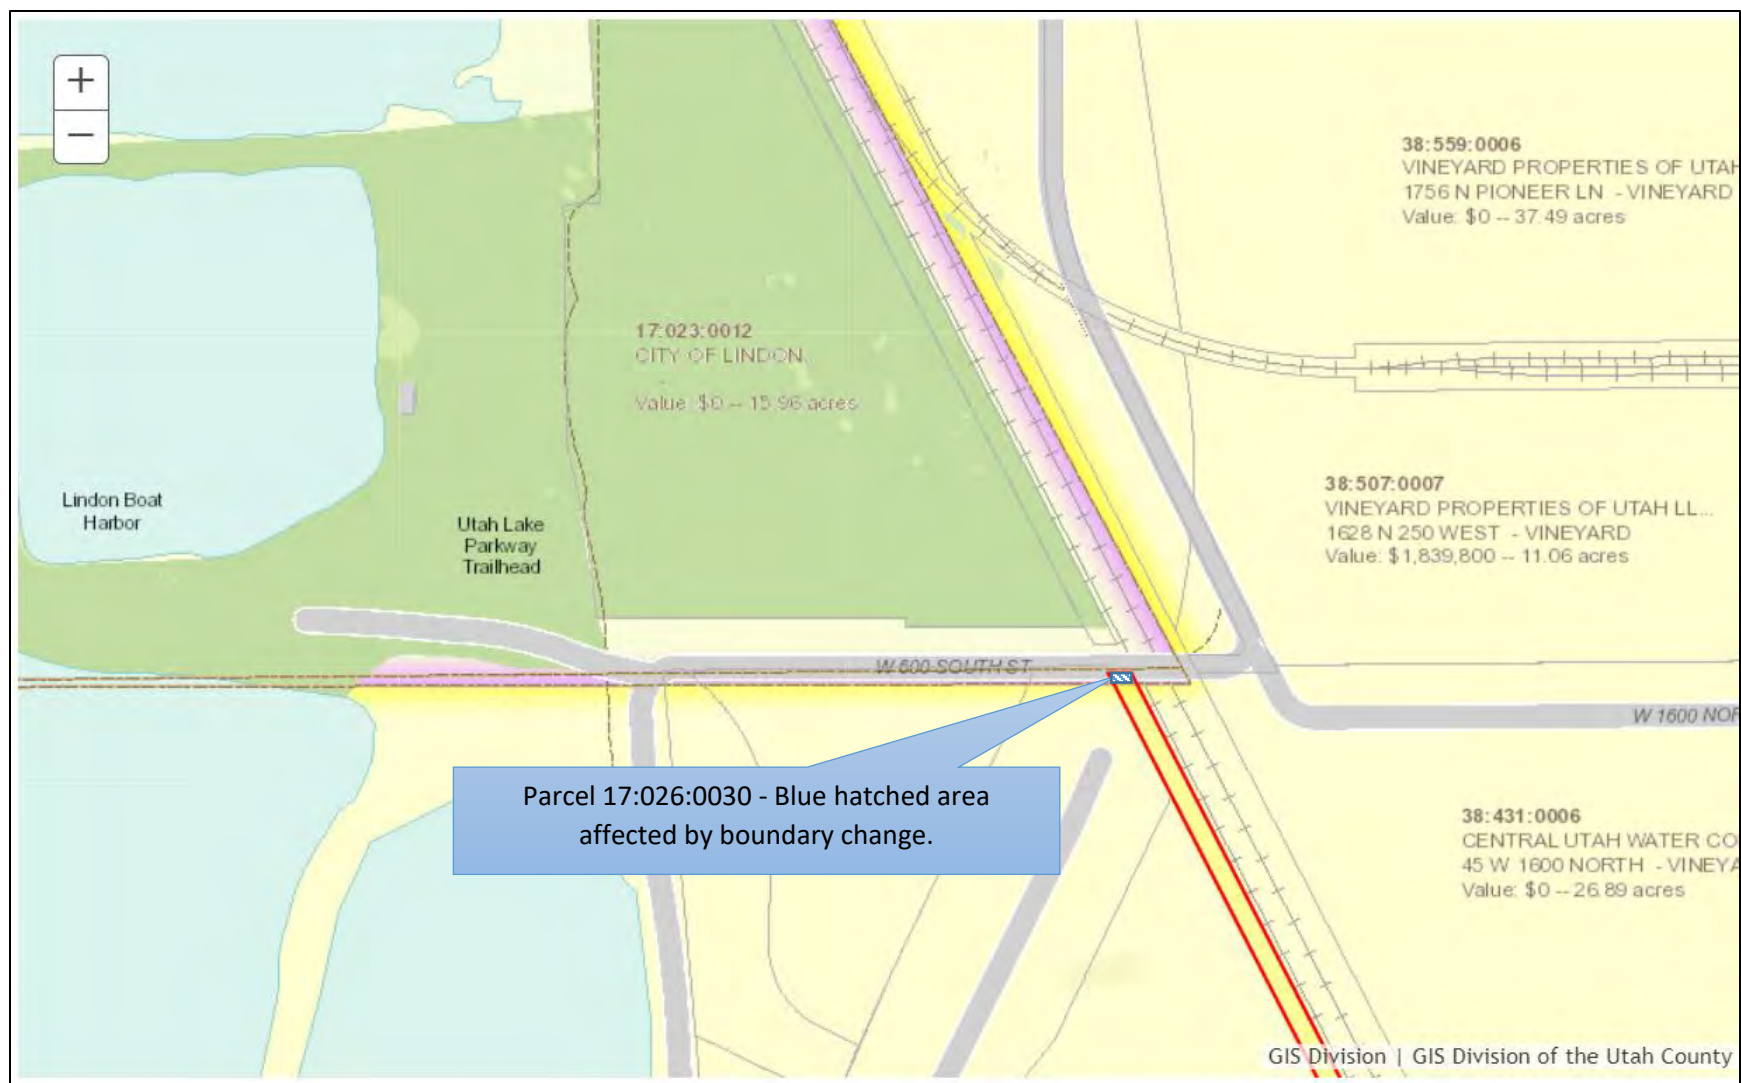 +
−
38:559:0006
VINEYARD PROPERTIES OF UTAH
1756 N PIONEER LN - VINEYARD
Value: $0 -- 37.49 acres
17:023:0012
CITY OF LINDON
Value: $0 -- 15.96 acres
38:507:0007
VINEYARD PROPERTIES OF UTAH LL...
1628 N 250 WEST - VINEYARD
Value: $1,839,800 -- 11.06 acres
Lindon Boat
Harbor
Utah Lake
Parkway
Trailhead
W 600 SOUTH ST
W 1600 NOR
Parcel 17:026:0030 - Blue hatched area
affected by boundary change.
38:431:0006
CENTRAL UTAH WATER CO
45 W 1600 NORTH - VINEYA
Value: $0 -- 26.89 acres
GIS Division | GIS Division of the Utah County